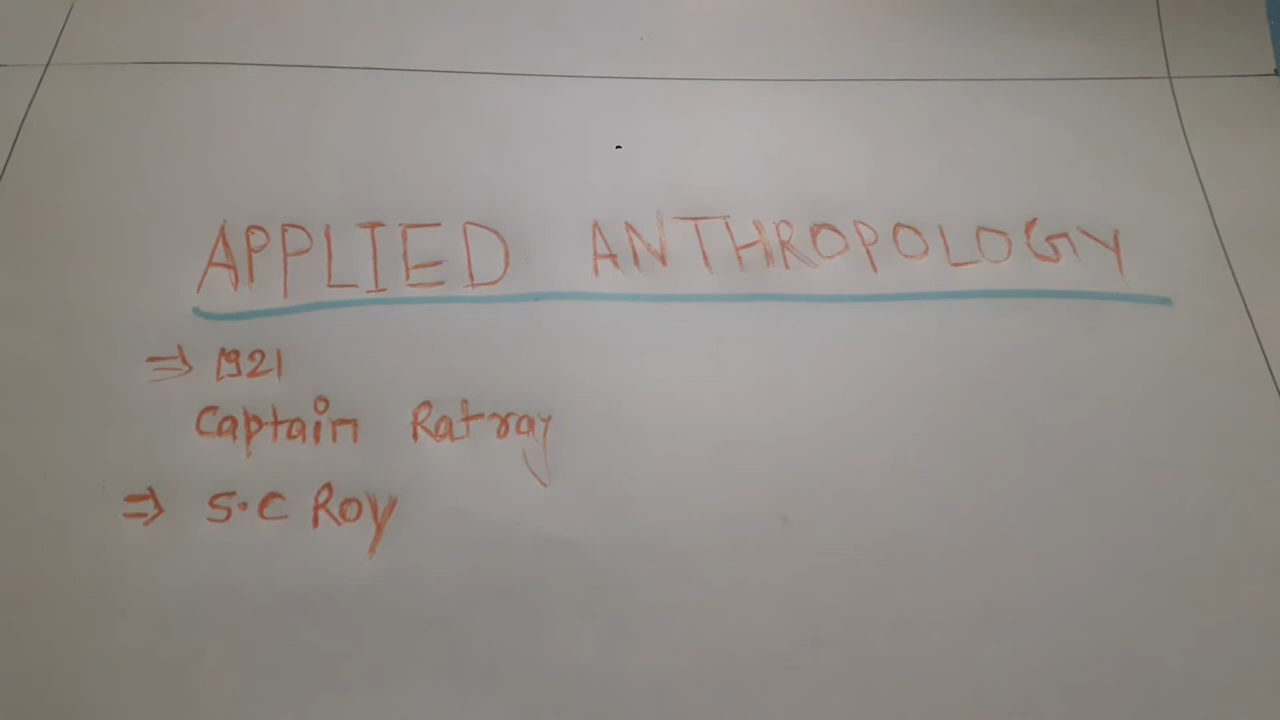 APPLIED ANTHROPOLOGY
⇒ 1921
Captain Ratray
⇒ S.C Roy